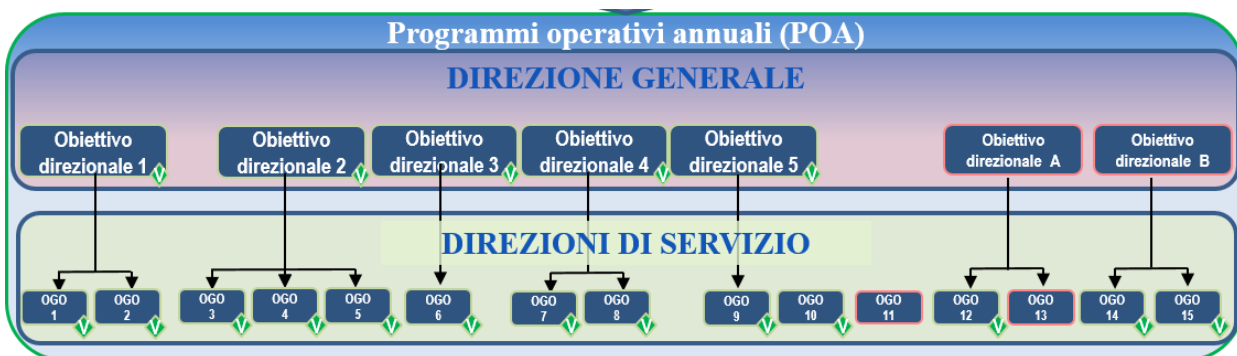 Programmi operativi annuali (POA)
DIREZIONE GENERALE
Obiettivo
direzionale 1
V
Obiettivo
direzionale 2
V
Obiettivo
direzionale 3
V
Obiettivo
direzionale 4
V
Obiettivo
direzionale 5
V
Obiettivo
direzionale A
Obiettivo
direzionale B
DIREZIONI DI SERVIZIO
OGO
1
V
OGO
2
V
OGO
3
V
OGO
4
V
OGO
5
V
OGO
6
V
OGO
7
V
OGO
8
V
OGO
9
V
OGO
10
V
OGO
11
OGO
12
V
OGO
13
OGO
14
V
OGO
15
V